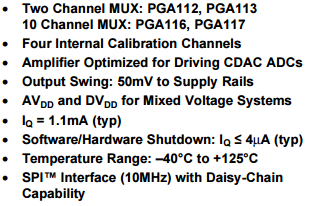 • Two Channel MUX: PGA112, PGA113
10 Channel MUX: PGA116, PGA117
• Four Internal Calibration Channels
• Amplifier Optimized for Driving CDAC ADCs
• Output Swing: 50mV to Supply Rails
• AVDD and DVDD for Mixed Voltage Systems
• IQ = 1.1mA (typ)
• Software/Hardware Shutdown: IQ ≤ 4μA (typ)
• Temperature Range: –40°C to +125°C
• SPI™ Interface (10MHz) with Daisy-Chain
Capability